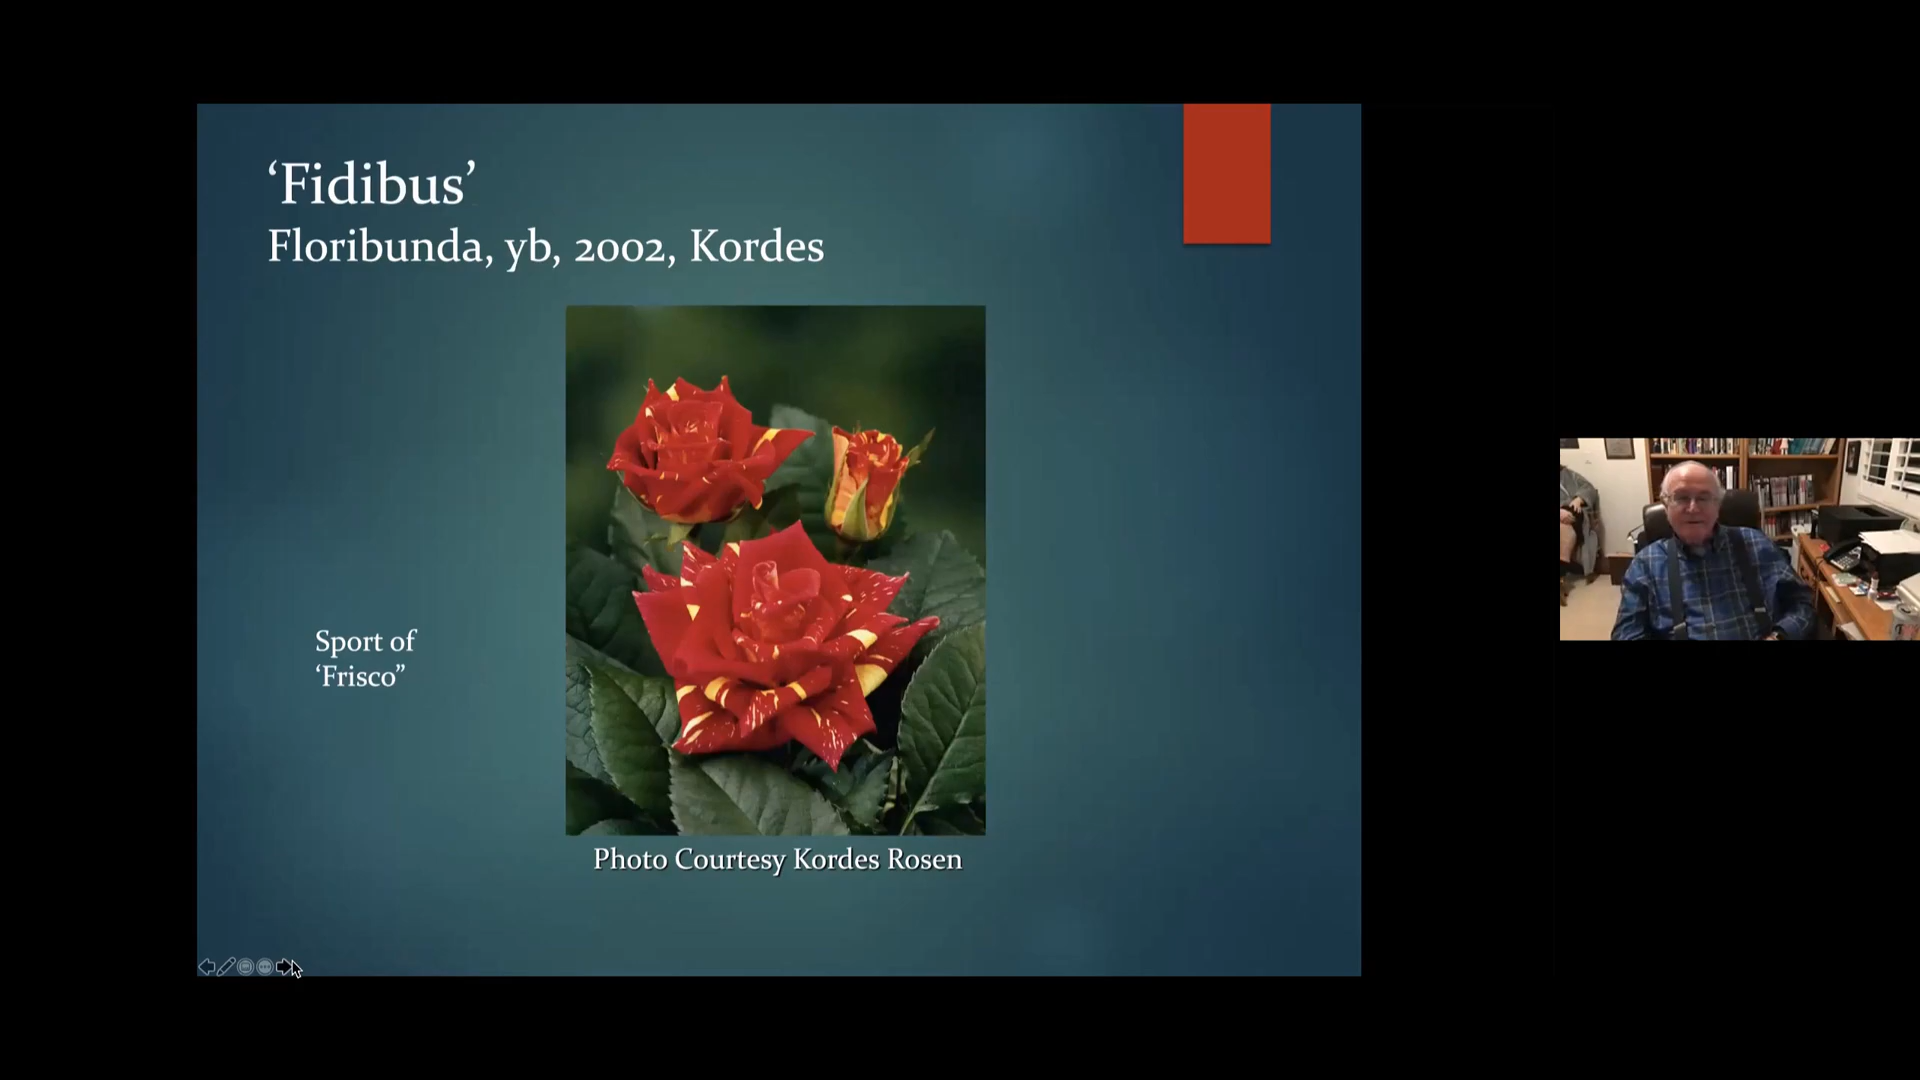 ‘Fidibus’
Floribunda, yb, 2002, Kordes
Sport of
‘Frisco”
Photo Courtesy Kordes Rosen